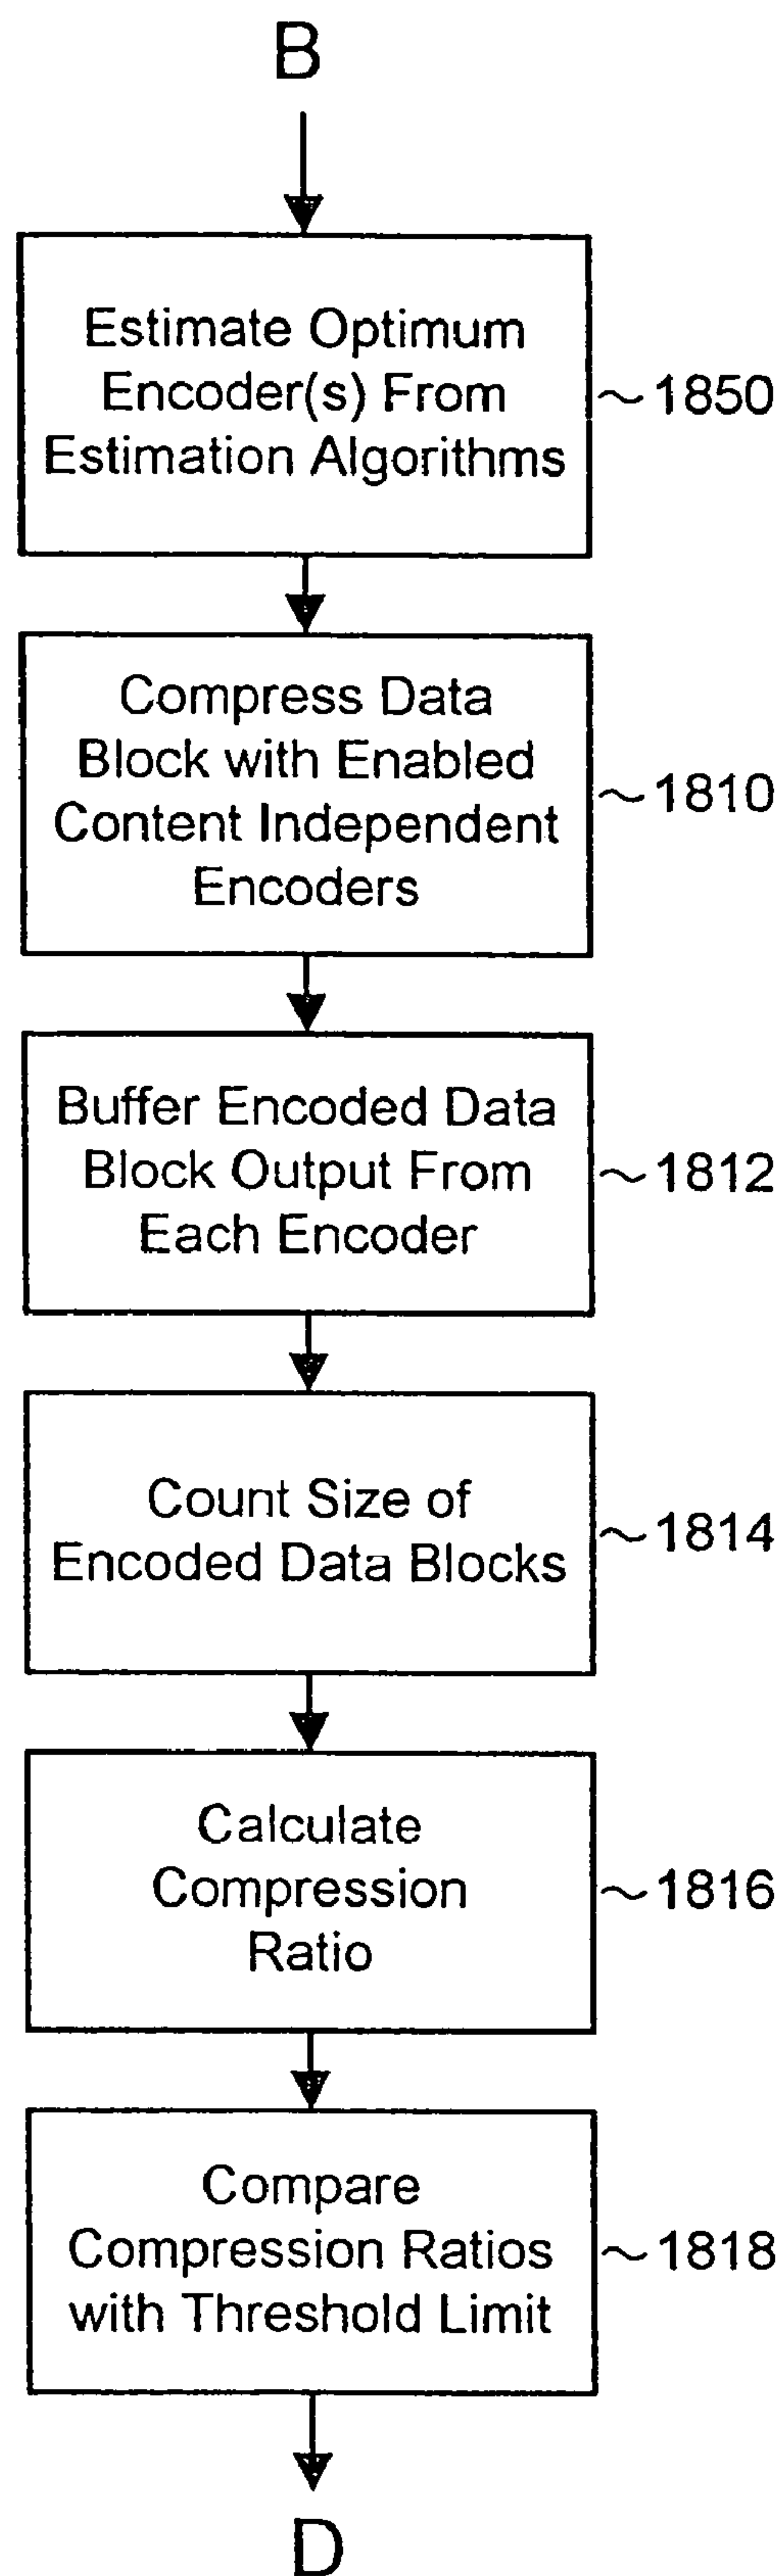 B
Estimate Optimum
Encoder(s) From
Estimation Algorithms
~1850
Compress Data
Block with Enabled
Content Independent
Encoders
~1810
Buffer Encoded Data
Block Output From
Each Encoder
~1812
Count Size of
Encoded Data Blocks
~1814
Calculate
Compression
Ratio
~1816
Compare
Compression Ratios
with Threshold Limit
~1818
D